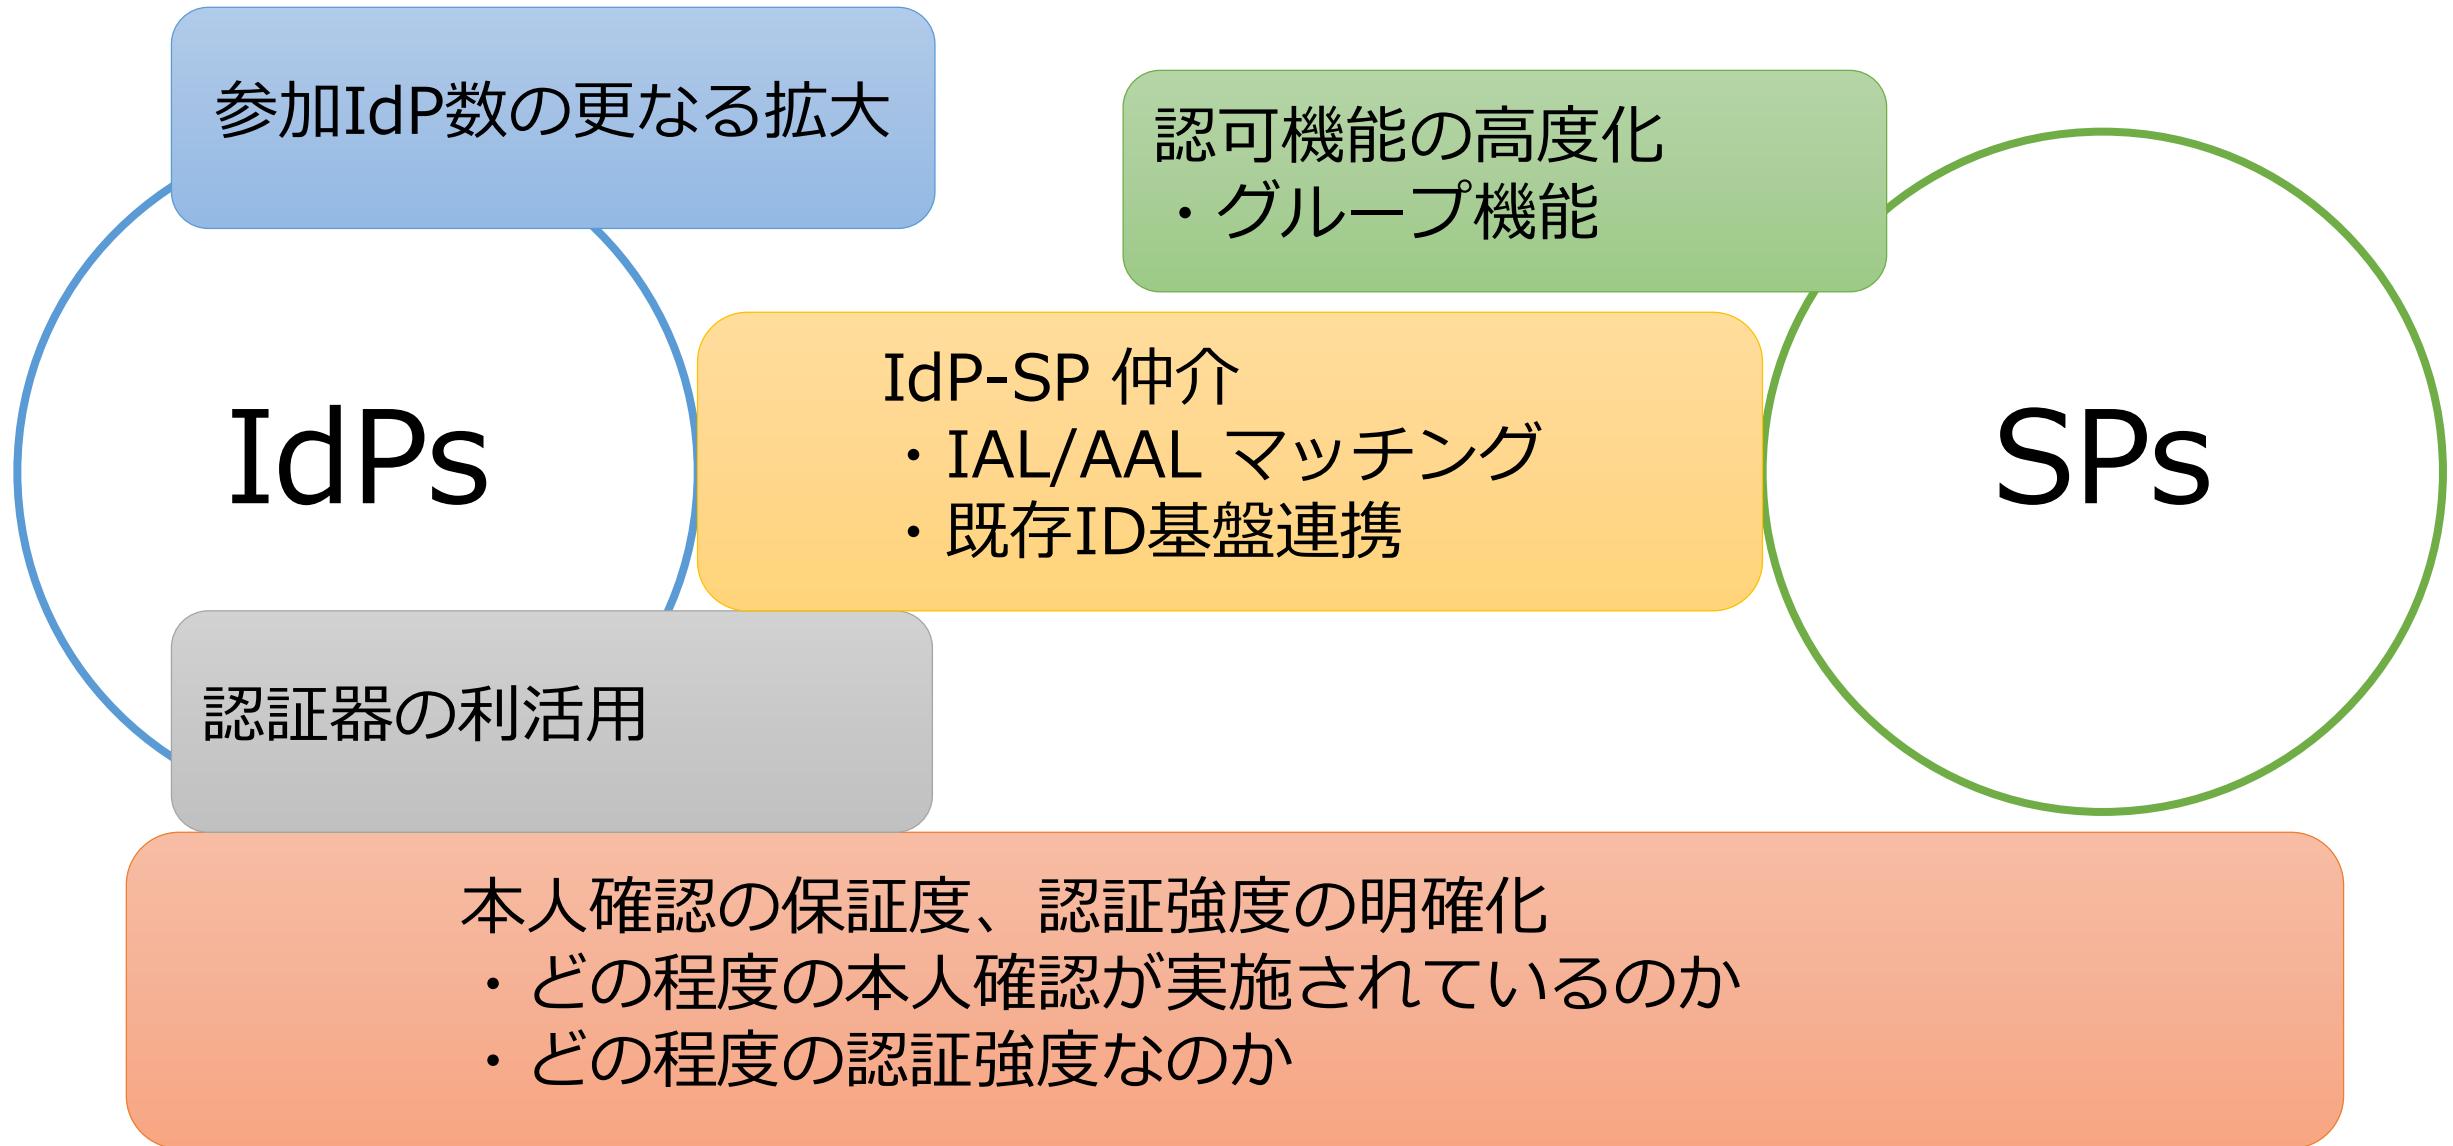 参加IdP数の更なる拡大
認可機能の高度化
・グループ機能
IdP-SP 仲介
・IAL/AAL マッチング
・既存ID基盤連携
IdPs
SPs
認証器の利活用
本人確認の保証度、認証強度の明確化
・どの程度の本人確認が実施されているのか
・どの程度の認証強度なのか